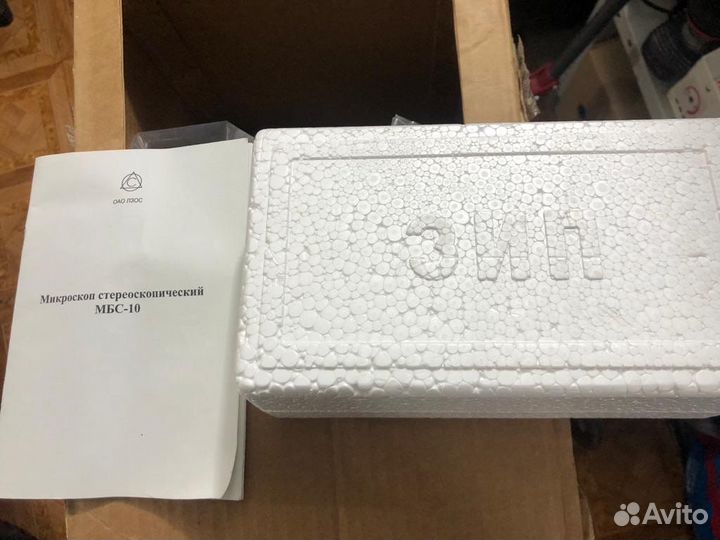 С
ОАО ЛЗОС
Микроскоп стереоскопический
МБС-10
ЗИП
Avito